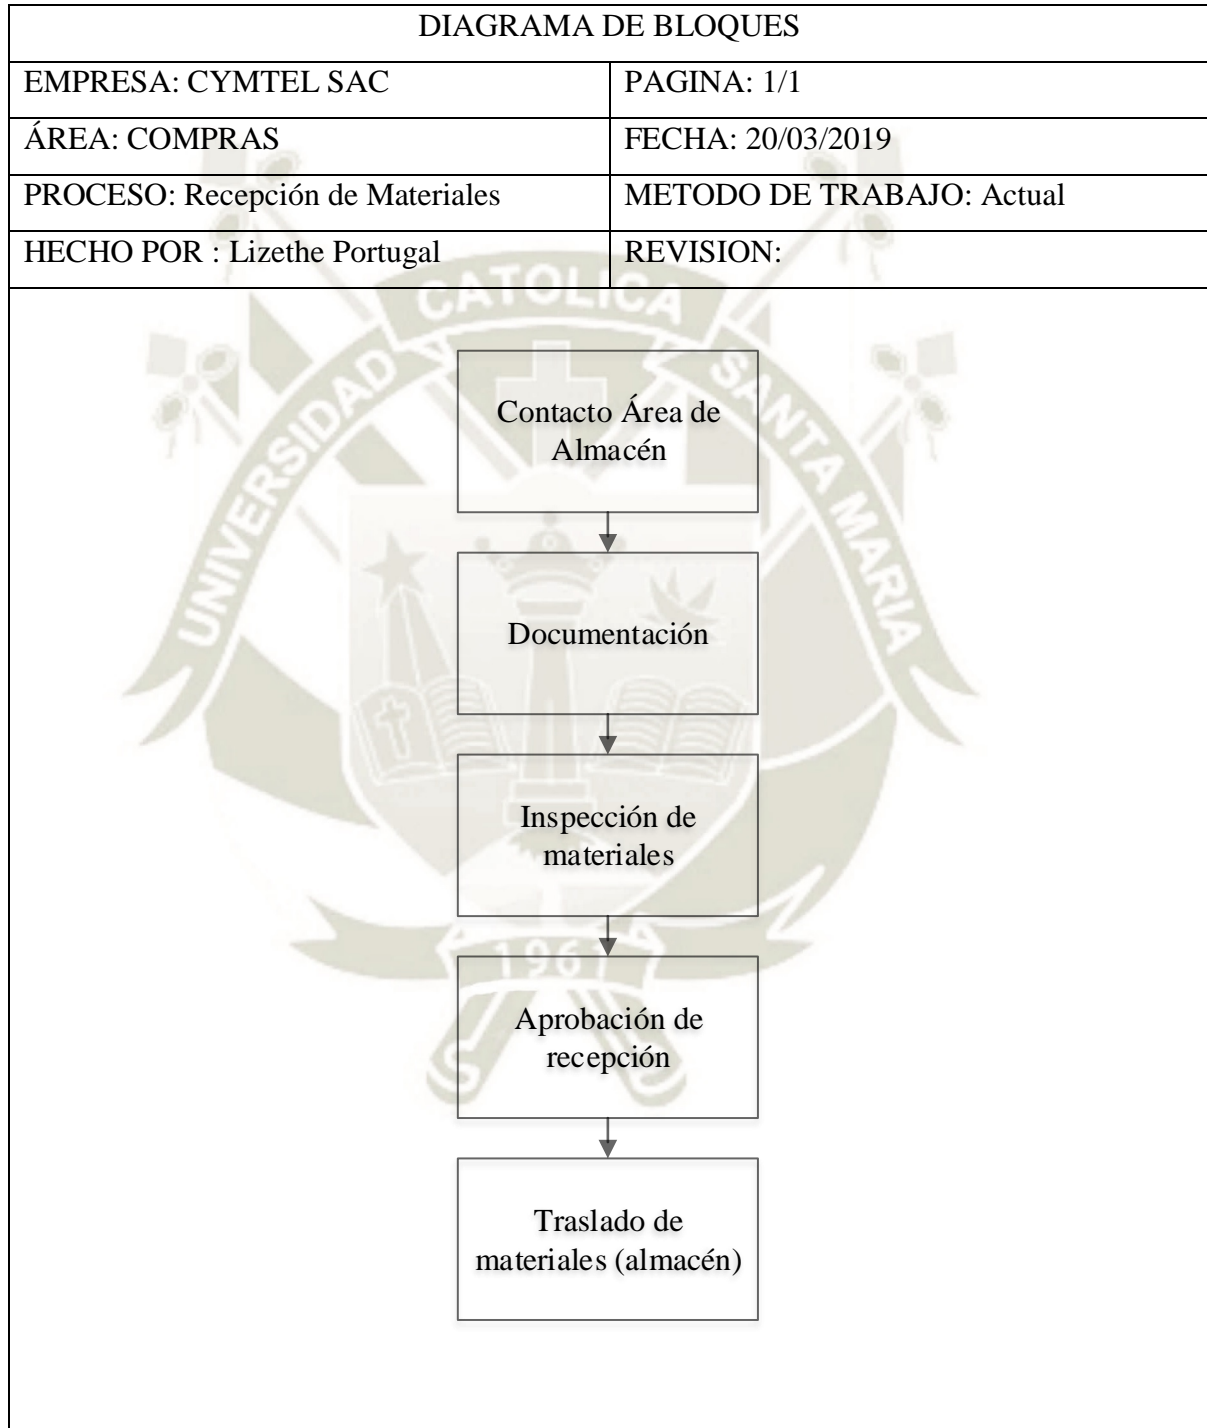 DIAGRAMA DE BLOQUES
EMPRESA: CYMTEL SAC
PAGINA: 1/1
ÁREA: COMPRAS
FECHA: 20/03/2019
PROCESO: Recepción de Materiales
METODO DE TRABAJO: Actual
HECHO POR : Lizethe Portugal
REVISION:
UNIVERSIDAD CATOLICA SANTA MARIA
Contacto Área de
Almacén
Documentación
Inspección de
materiales
1961
Aprobación de
recepción
Traslado de
materiales (almacén)